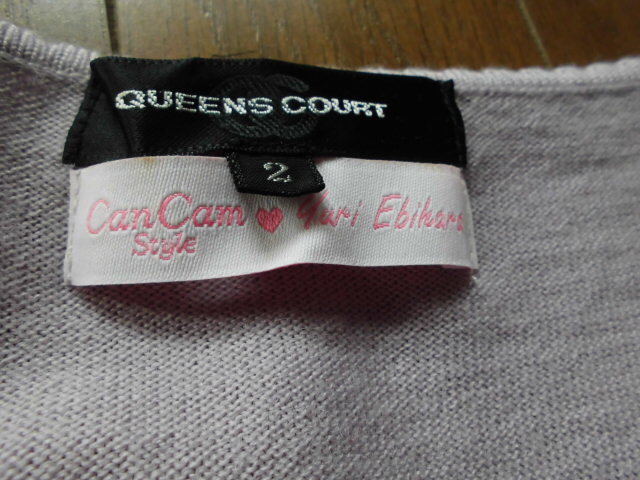 QUEENS COURT
2
CanCam ♥ Yuri Ebihara
Style